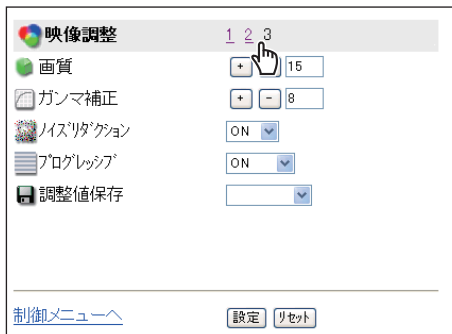 映像調整 1 2 3
画質 + 15
ガンマ補正 + - 8
ノイズリダクション ON
プログレッシブ ON
調整値保存
制御メニューへ 設定 リセット